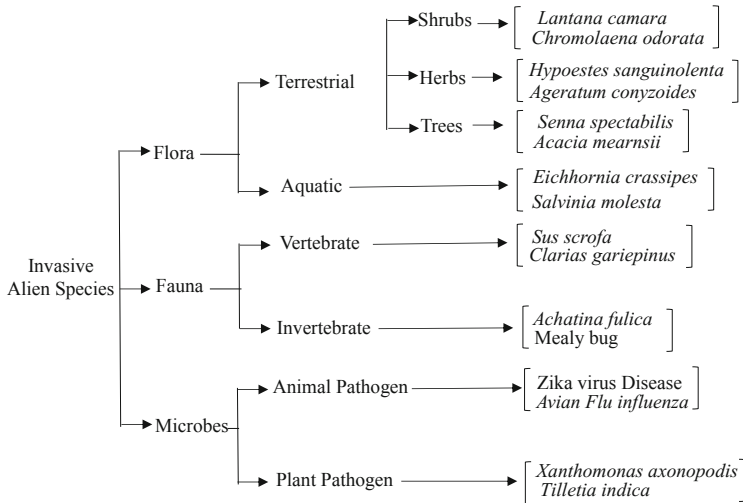 Shrubs
Lantana camara
Chromolaena odorata
Terrestrial
Herbs
Hypoestes sanguinolenta
Ageratum conyzoides
Trees
Senna spectabilis
Acacia mearnsii
Flora
Aquatic
Eichhornia crassipes
Salvinia molesta
Invasive
Alien Species
Fauna
Vertebrate
Sus scrofa
Clarias gariepinus
Invertebrate
Achatina fulica
Mealy bug
Microbes
Animal Pathogen
Zika virus Disease
Avian Flu influenza
Plant Pathogen
Xanthomonas axonopodis
Tilletia indica